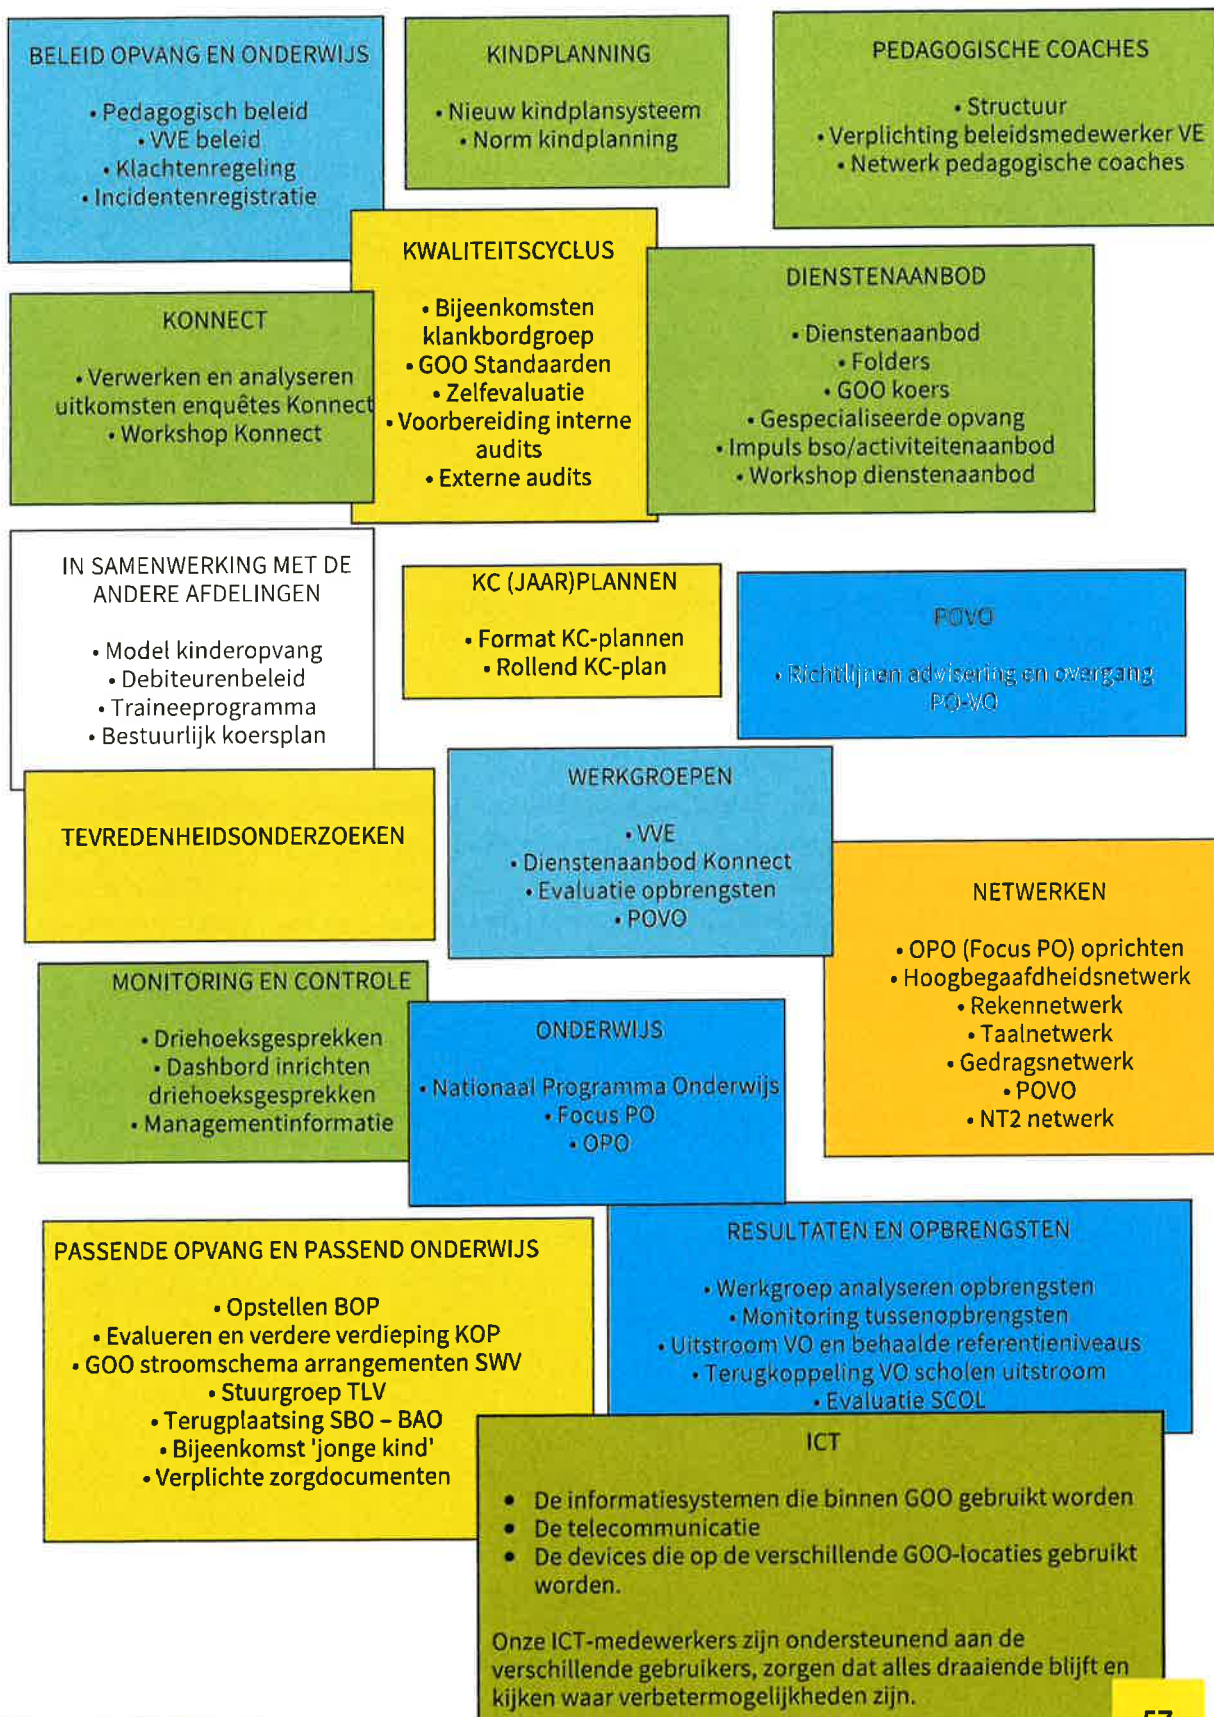 BELEID OPVANG EN ONDERWIJS
• Pedagogisch beleid
• VVE beleid
• Klachtenregeling
• Incidentenregistratie
KINDPLANNING
• Nieuw kindplansysteem
• Norm kindplanning
PEDAGOGISCHE COACHES
• Structuur
• Verplichting beleidsmedewerker VE
• Netwerk pedagogische coaches
KWALITEITSCYCLUS
• Bijeenkomsten
klankbordgroep
• GOO Standaarden
• Zelfevaluatie
• Voorbereiding interne
audits
• Externe audits
DIENSTENAANBOD
• Dienstenaanbod
• Folders
• GOO koers
• Gespecialiseerde opvang
• Impuls bso/activiteitenaanbod
• Workshop dienstenaanbod
KONNECT
• Verwerken en analyseren
uitkomsten enquêtes Konnect
• Workshop Konnect
IN SAMENWERKING MET DE
ANDERE AFDELINGEN
• Model kinderopvang
• Debiteurenbeleid
• Traineeprogramma
• Bestuurlijk koersplan
KC (JAAR)PLANNEN
• Format KC-plannen
• Rollend KC-plan
POVO
• Richtlijnen advisering en overgang
PO-VO
TEVREDENHEIDSONDERZOEKEN
WERKGROEPEN
• VVE
• Dienstenaanbod Konnect
• Evaluatie opbrengsten
• POVO
NETWERKEN
• OPO (Focus PO) oprichten
• Hoogbegaafdheidsnetwerk
• Rekennetwerk
• Taalnetwerk
• Gedragsnetwerk
• POVO
• NT2 netwerk
MONITORING EN CONTROLE
• Driehoeksgesprekken
• Dashbord inrichten
driehoeksgesprekken
• Managementinformatie
ONDERWIJS
• Nationaal Programma Onderwijs
• Focus PO
• OPO
PASSENDE OPVANG EN PASSEND ONDERWIJS
• Opstellen BOP
• Evalueren en verdere verdieping KOP
• GOO stroomschema arrangementen SWV
• Stuurgroep TLV
• Terugplaatsing SBO – BAO
• Bijeenkomst 'jonge kind'
• Verplichte zorgdocumenten
RESULTATEN EN OPBRENGSTEN
• Werkgroep analyseren opbrengsten
• Monitoring tussenopbrengsten
• Uitstroom VO en behaalde referentieniveaus
• Terugkoppeling VO scholen uitstroom
• Evaluatie SCOL
ICT
• De informatiesystemen die binnen GOO gebruikt worden
• De telecommunicatie
• De devices die op de verschillende GOO-locaties gebruikt
worden.
Onze ICT-medewerkers zijn ondersteunend aan de
verschillende gebruikers, zorgen dat alles draaiende blijft en
kijken waar verbetermogelijkheden zijn.
57